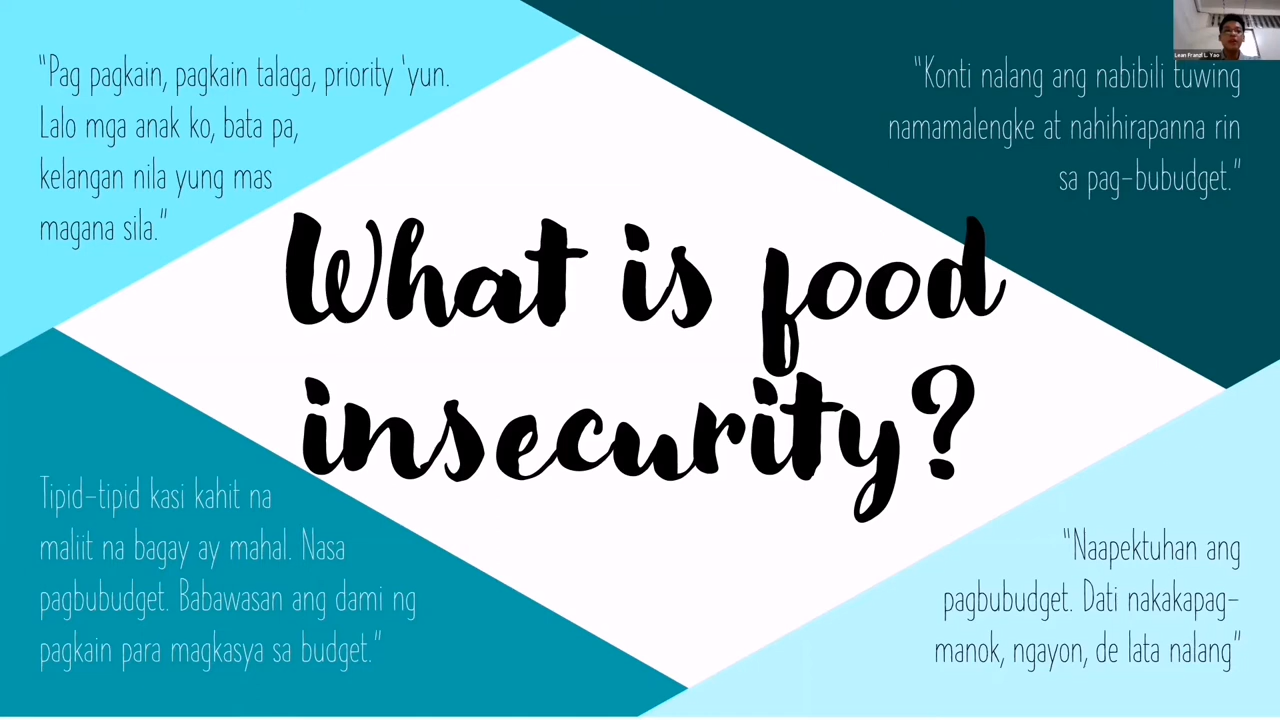 "Pag pagkain, pagkain talaga, priority 'yun.
Lalo mga anak ko, bata pa,
kelangan nila yung mas
magana sila."
Lean Franzl L. Yao
"Konti nalang ang nabibili tuwing
namamalengke at nahihirapanna rin
sa pag-bubudget."
What is food
insecurity?
Tipid-tipid kasi kahit na
maliit na bagay ay mahal. Nasa
pagbubudget. Babawasan ang dami ng
pagkain para magkasya sa budget."
"Naapektuhan ang
pagbubudget. Dati nakakapag-
manok, ngayon, de lata nalang"